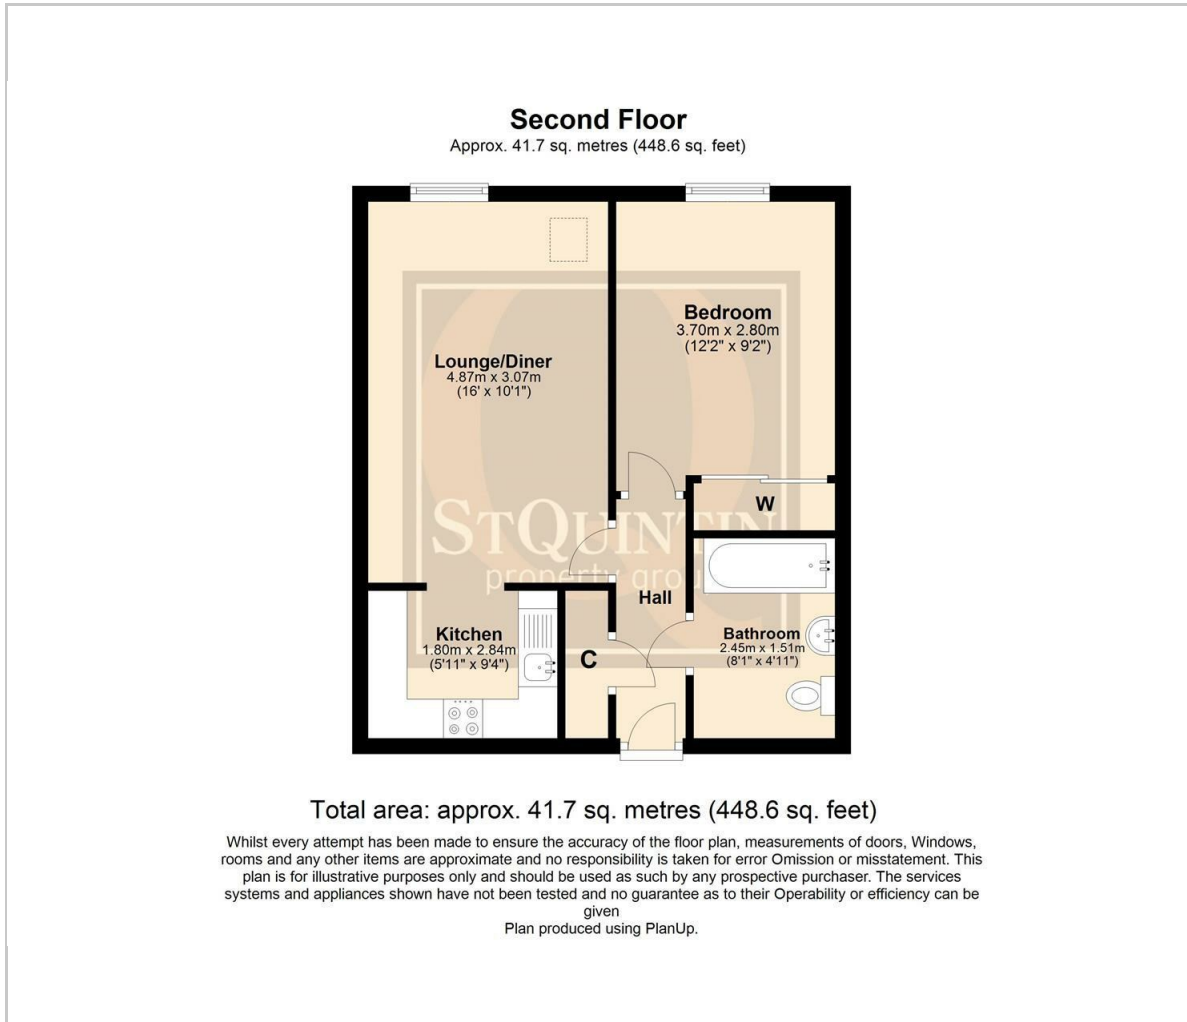 Second Floor
Approx. 41.7 sq. metres (448.6 sq. feet)
Bedroom
3.70m x 2.80m
(12'2" x 9'2")
Lounge/Diner
4.87m x 3.07m
(16' x 10'1")
W
STQUINTIN
property group
Hall
Kitchen
1.80m x 2.84m
(5'11" x 9'4")
C
Bathroom
2.45m x 1.51m
(8'1" x 4'11")
Total area: approx. 41.7 sq. metres (448.6 sq. feet)
Whilst every attempt has been made to ensure the accuracy of the floor plan, measurements of doors, Windows,
rooms and any other items are approximate and no responsibility is taken for error Omission or misstatement. This
plan is for illustrative purposes only and should be used as such by any prospective purchaser. The services
systems and appliances shown have not been tested and no guarantee as to their Operability or efficiency can be
given
Plan produced using PlanUp.